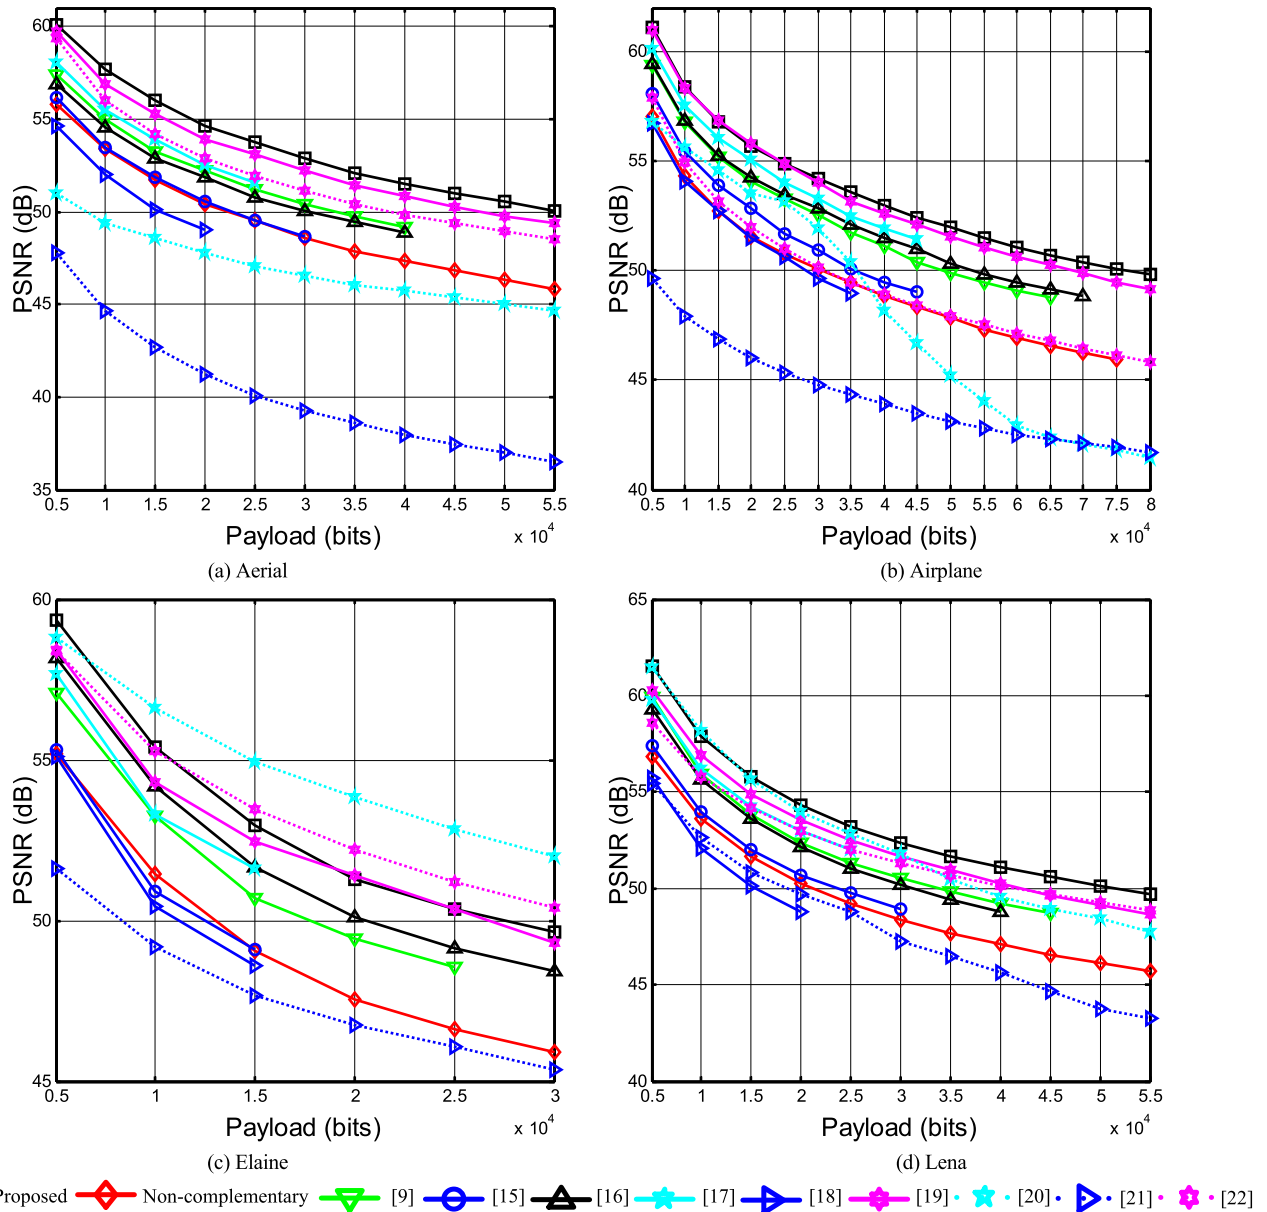 60
55
50
45
40
35
PSNR (dB)
0.5 1 1.5 2 2.5 3 3.5 4 4.5 5 5.5
Payload (bits) x 10^4
(a) Aerial
60
55
50
45
40
PSNR (dB)
0.5 1 1.5 2 2.5 3 3.5 4 4.5 5 5.5 6 6.5 7 7.5 8
Payload (bits) x 10^4
(b) Airplane
60
55
50
45
PSNR (dB)
0.5 1 1.5 2 2.5 3
Payload (bits) x 10^4
(c) Elaine
65
60
55
50
45
40
PSNR (dB)
0.5 1 1.5 2 2.5 3 3.5 4 4.5 5 5.5
Payload (bits) x 10^4
(d) Lena
Proposed Non-complementary [9] [15] [16] [17] [18] [19] [20] [21] [22]